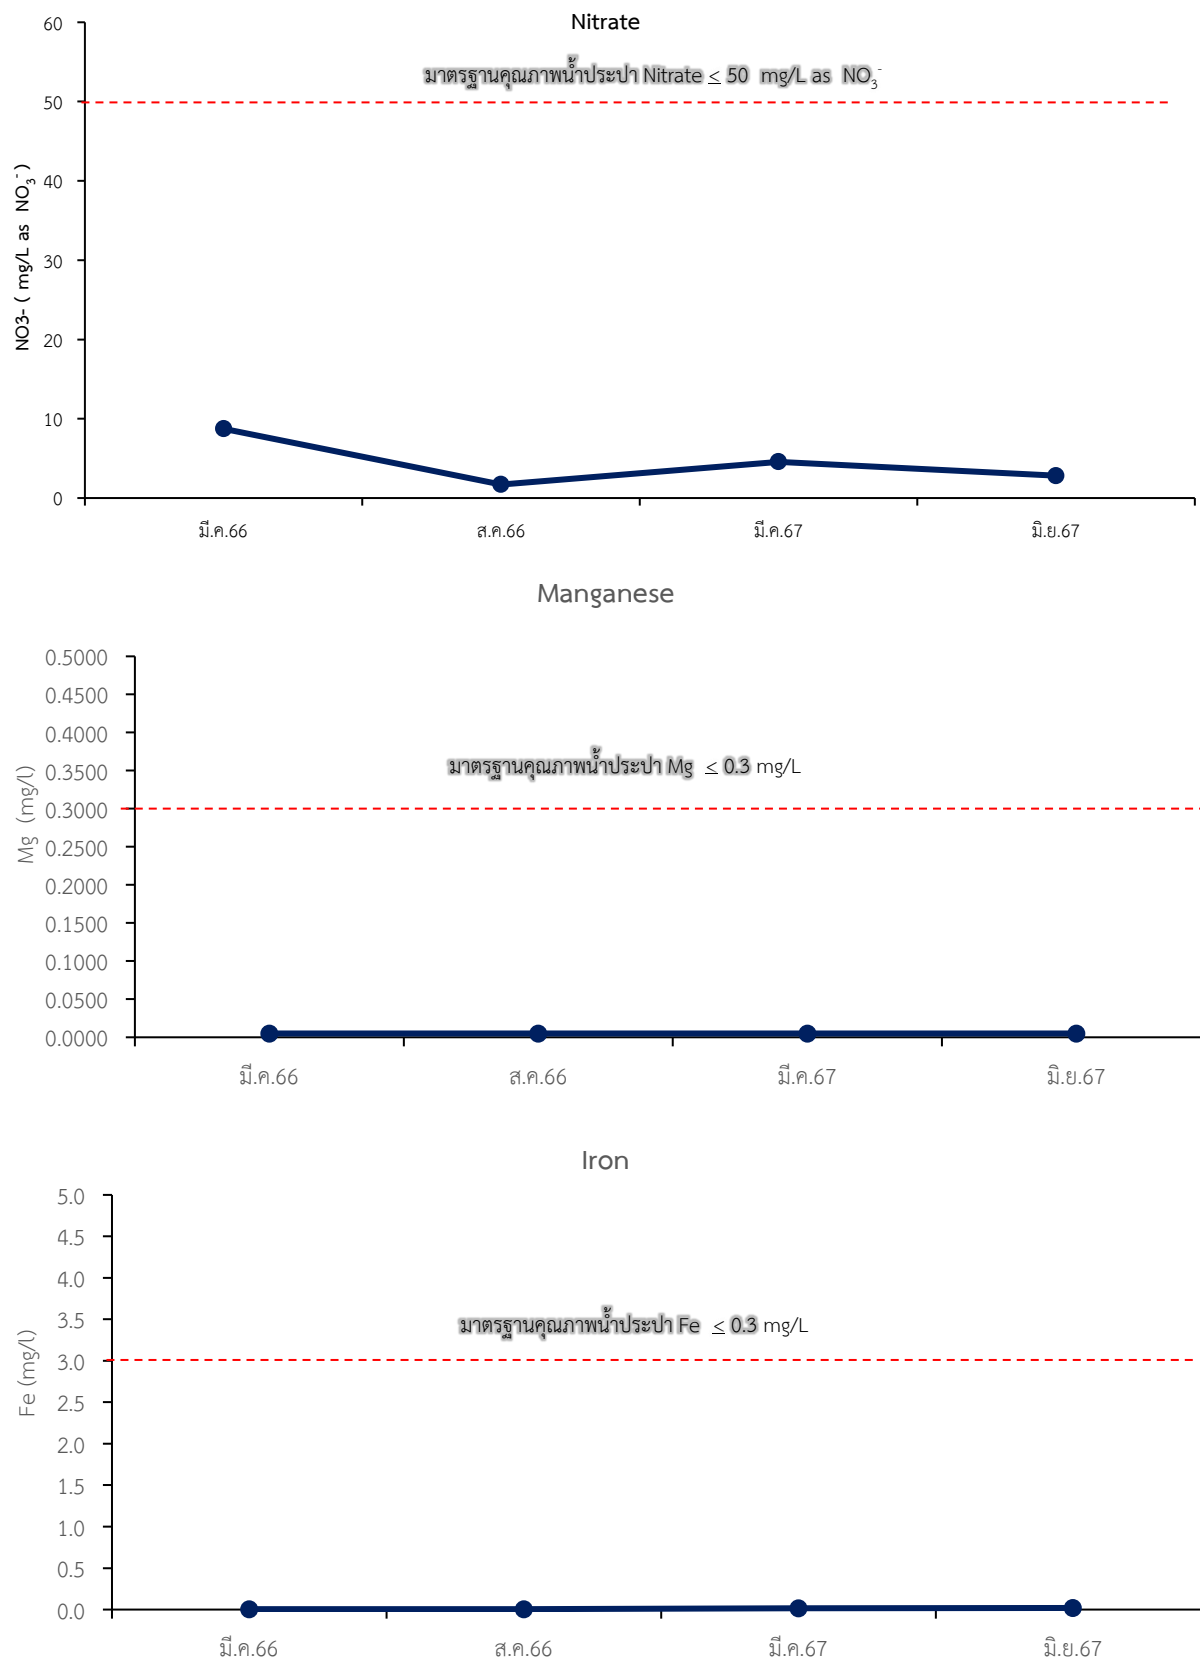 Nitrate
มาตรฐานคุณภาพน้ำประปา Nitrate ≤ 50 mg/L as NO₃⁻
NO3- ( mg/L as NO₃⁻ )
60
50
40
30
20
10
0
มี.ค.66 ส.ค.66 มี.ค.67 มิ.ย.67
Manganese
มาตรฐานคุณภาพน้ำประปา Mg ≤ 0.3 mg/L
Mg (mg/l)
0.5000
0.4500
0.4000
0.3500
0.3000
0.2500
0.2000
0.1500
0.1000
0.0500
0.0000
มี.ค.66 ส.ค.66 มี.ค.67 มิ.ย.67
Iron
มาตรฐานคุณภาพน้ำประปา Fe ≤ 0.3 mg/L
Fe (mg/l)
5.0
4.5
4.0
3.5
3.0
2.5
2.0
1.5
1.0
0.5
0.0
มี.ค.66 ส.ค.66 มี.ค.67 มิ.ย.67